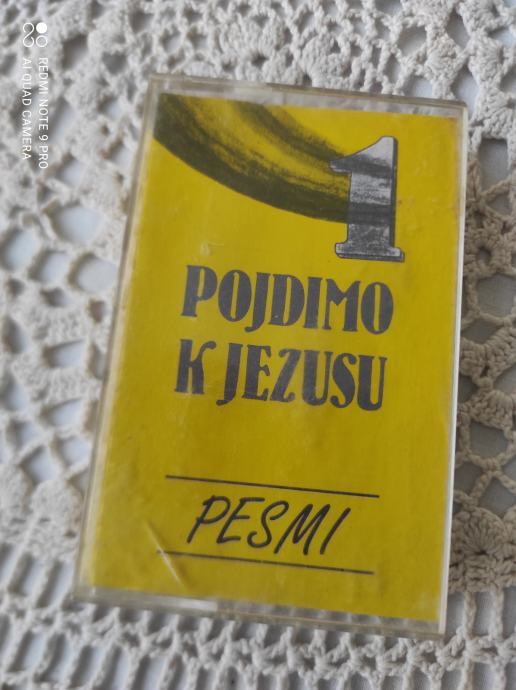 REDMI NOTE 9 PRO
AI QUAD CAMERA
1
POJDIMO
K JEZUSU
PESMI